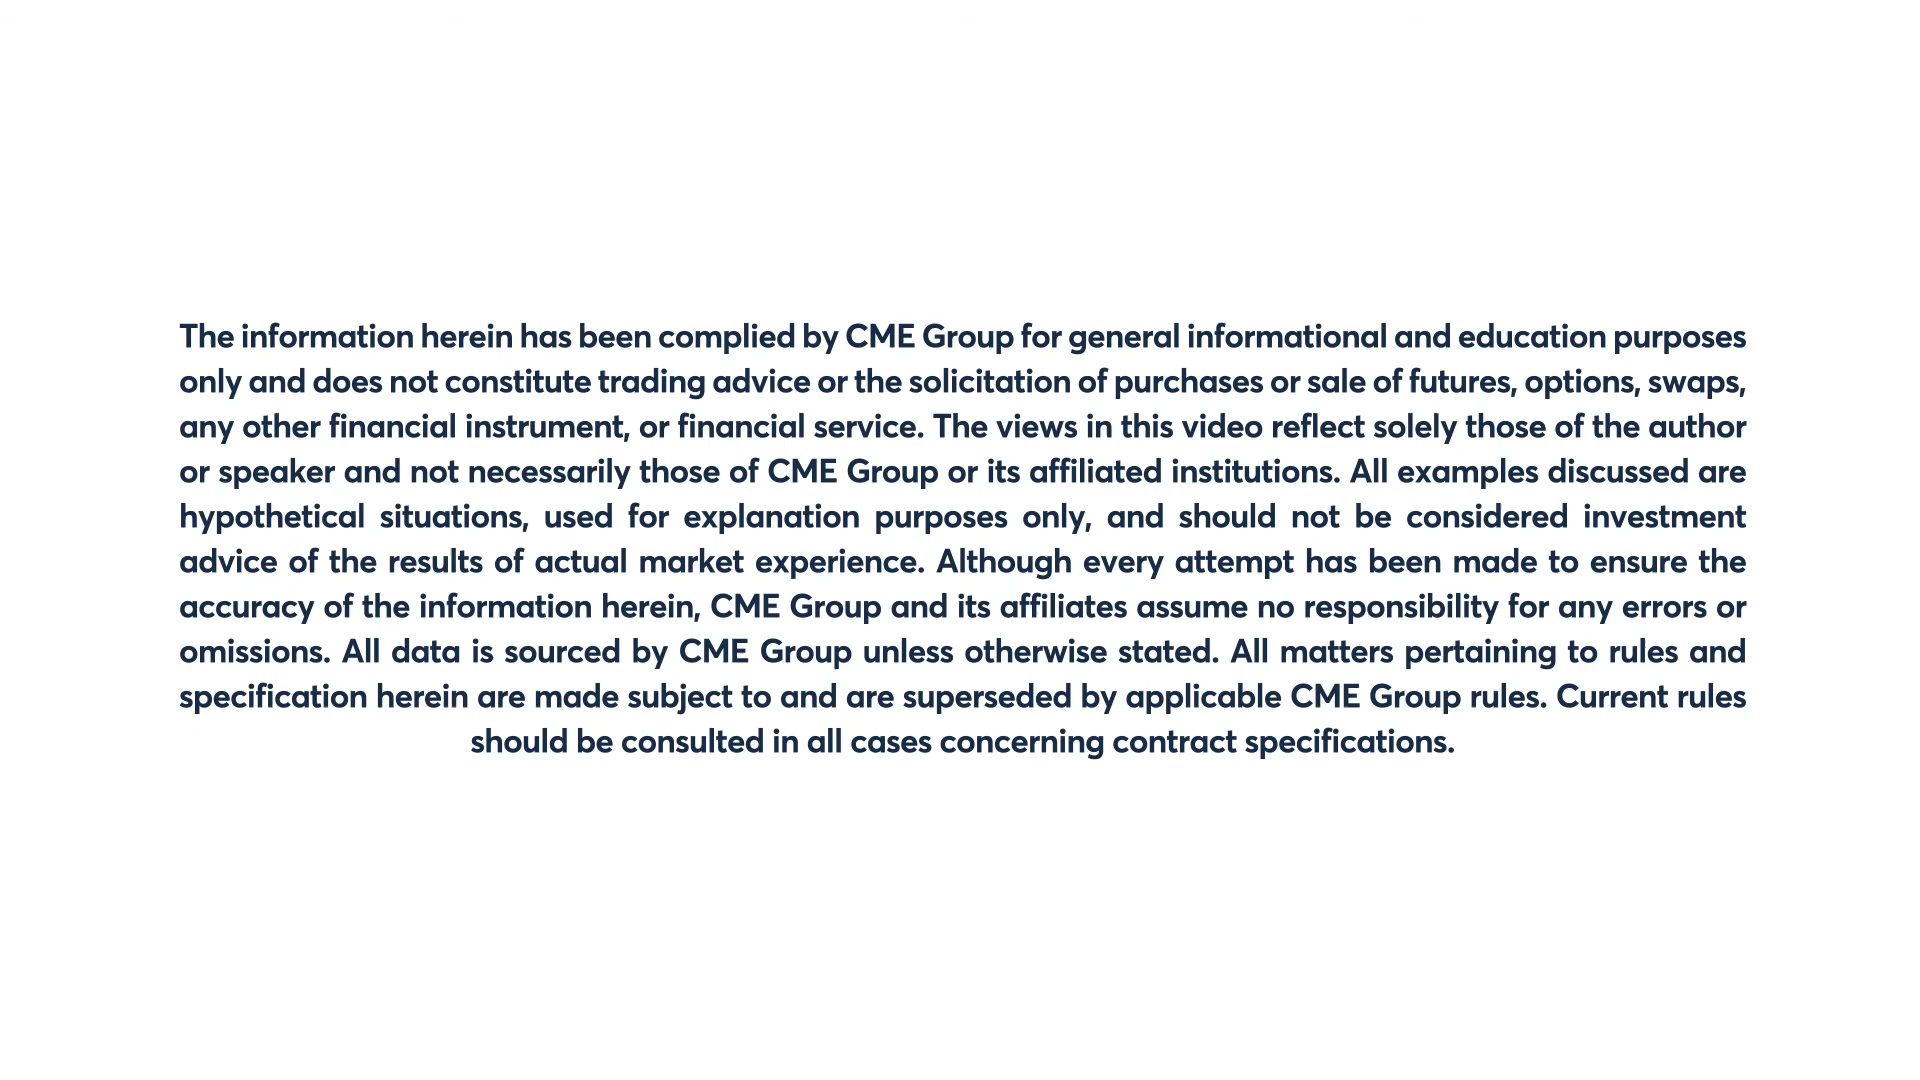 The information herein has been complied by CME Group for general informational and education purposes
only and does not constitute trading advice or the solicitation of purchases or sale of futures, options, swaps,
any other financial instrument, or financial service. The views in this video reflect solely those of the author
or speaker and not necessarily those of CME Group or its affiliated institutions. All examples discussed are
hypothetical situations, used for explanation purposes only, and should not be considered investment
advice of the results of actual market experience. Although every attempt has been made to ensure the
accuracy of the information herein, CME Group and its affiliates assume no responsibility for any errors or
omissions. All data is sourced by CME Group unless otherwise stated. All matters pertaining to rules and
specification herein are made subject to and are superseded by applicable CME Group rules. Current rules
should be consulted in all cases concerning contract specifications.